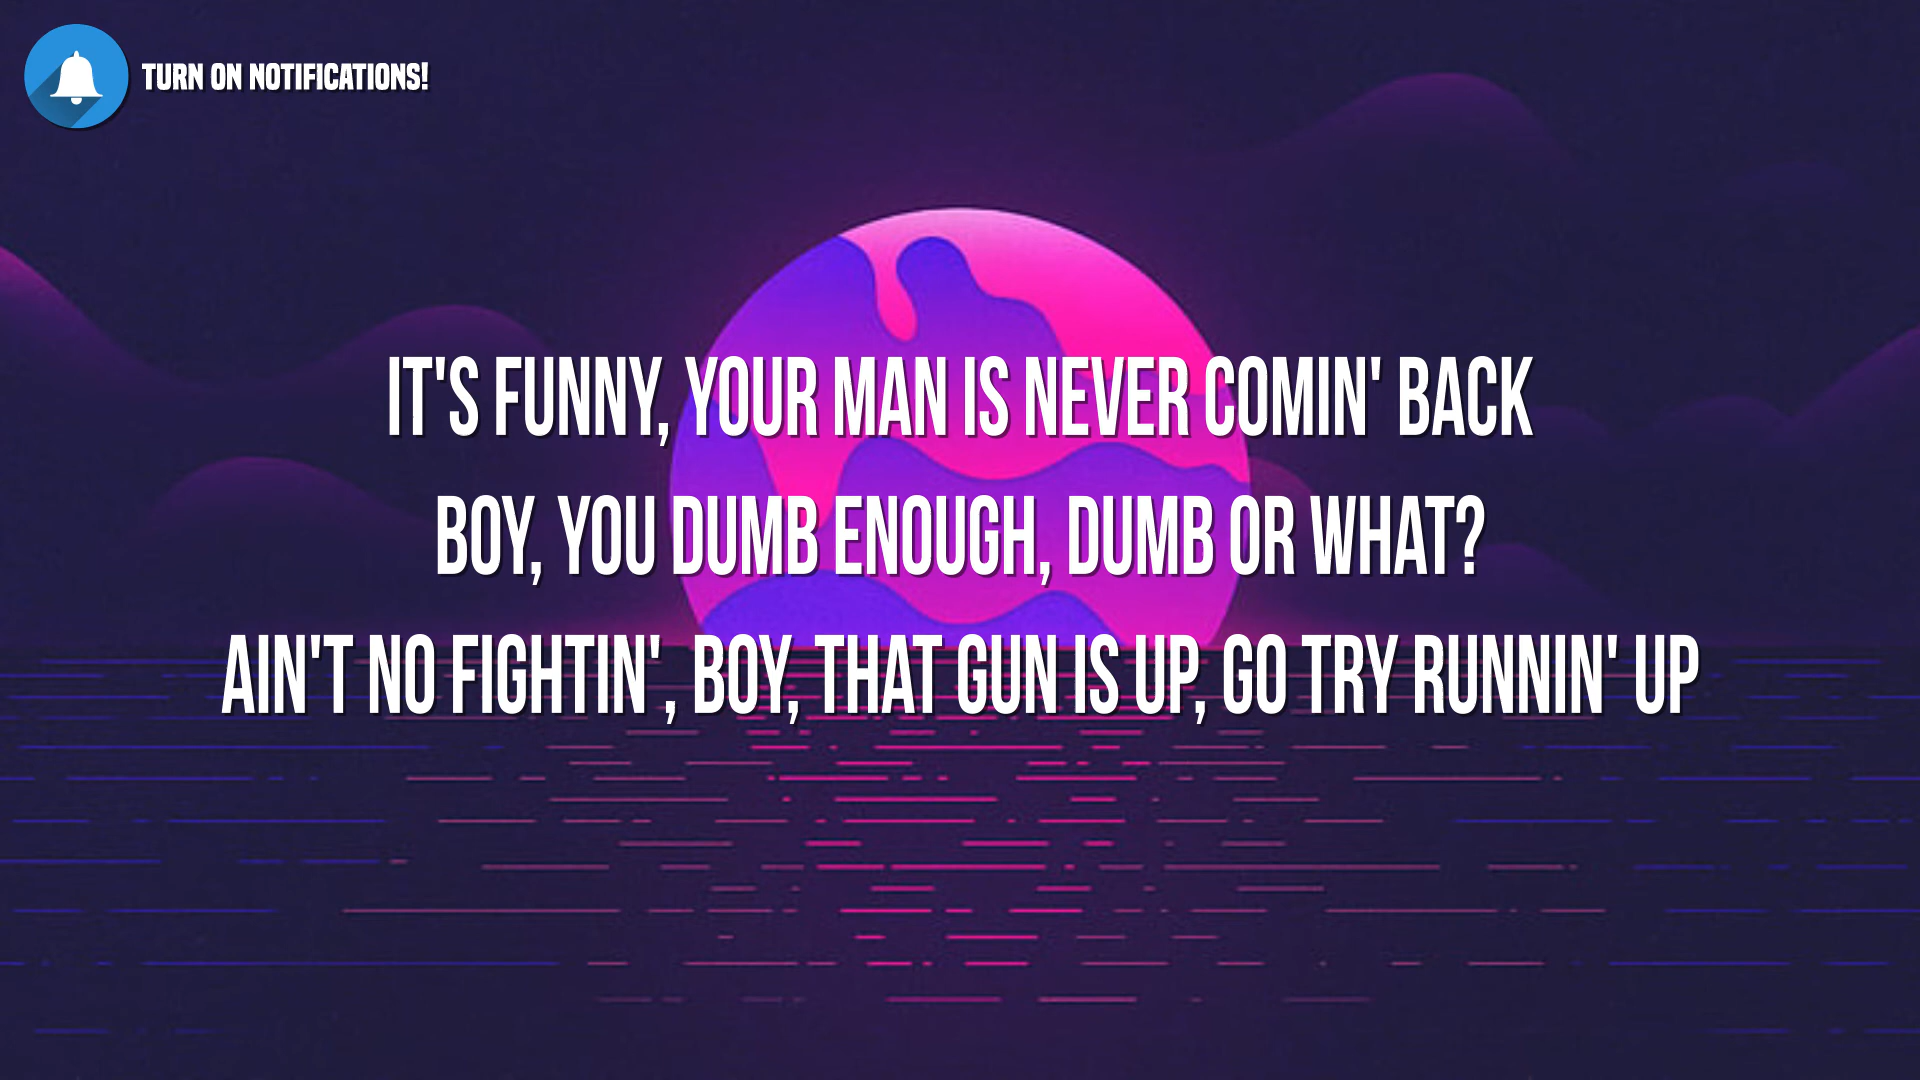 TURN ON NOTIFICATIONS!
IT'S FUNNY, YOUR MAN IS NEVER COMIN' BACK
BOY, YOU DUMB ENOUGH, DUMB OR WHAT?
AIN'T NO FIGHTIN', BOY, THAT GUN IS UP, GO TRY RUNNIN' UP